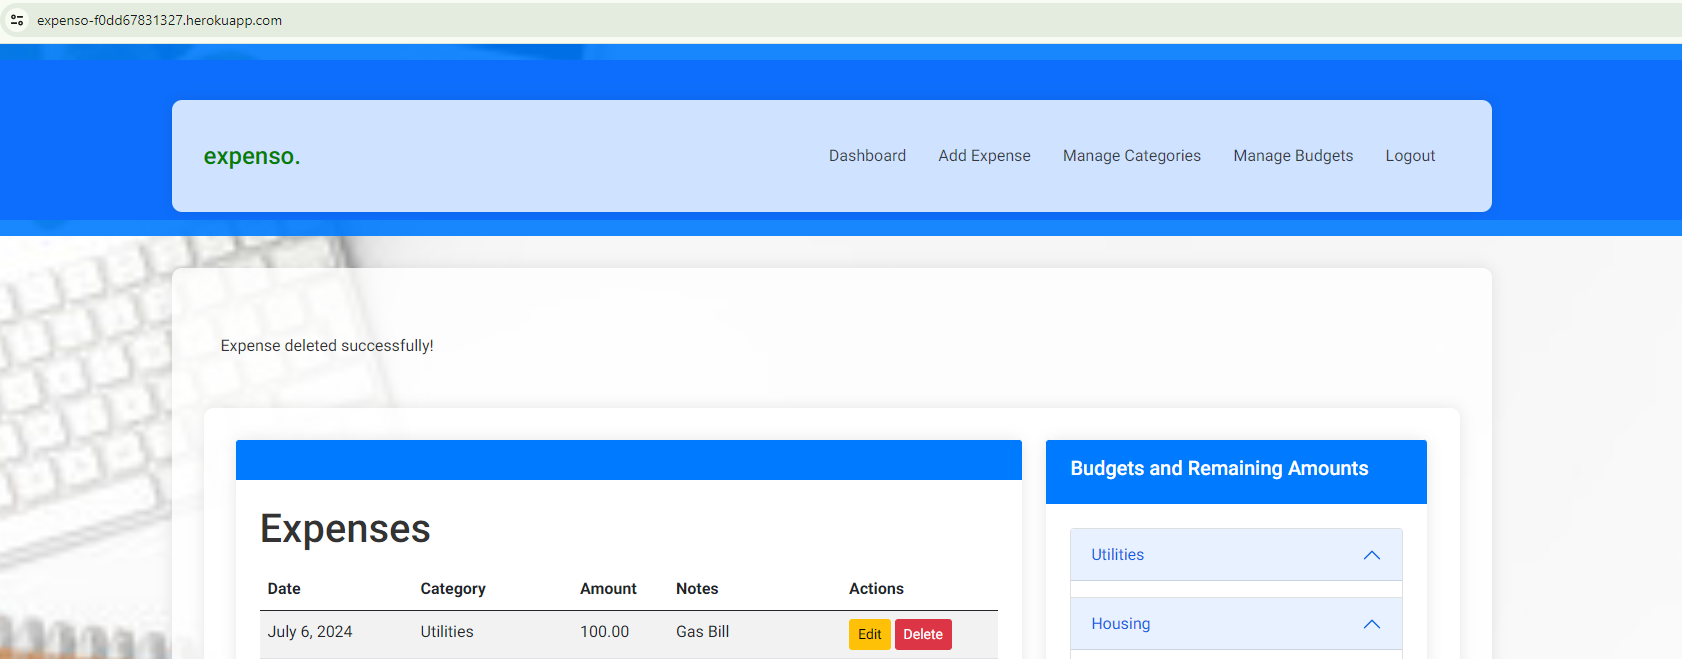 expenso-f0dd67831327.herokuapp.com
expenso.
Dashboard Add Expense Manage Categories Manage Budgets Logout
Expense deleted successfully!
Expenses
Date Category Amount Notes Actions
July 6, 2024 Utilities 100.00 Gas Bill Edit Delete
Budgets and Remaining Amounts
Utilities
Housing